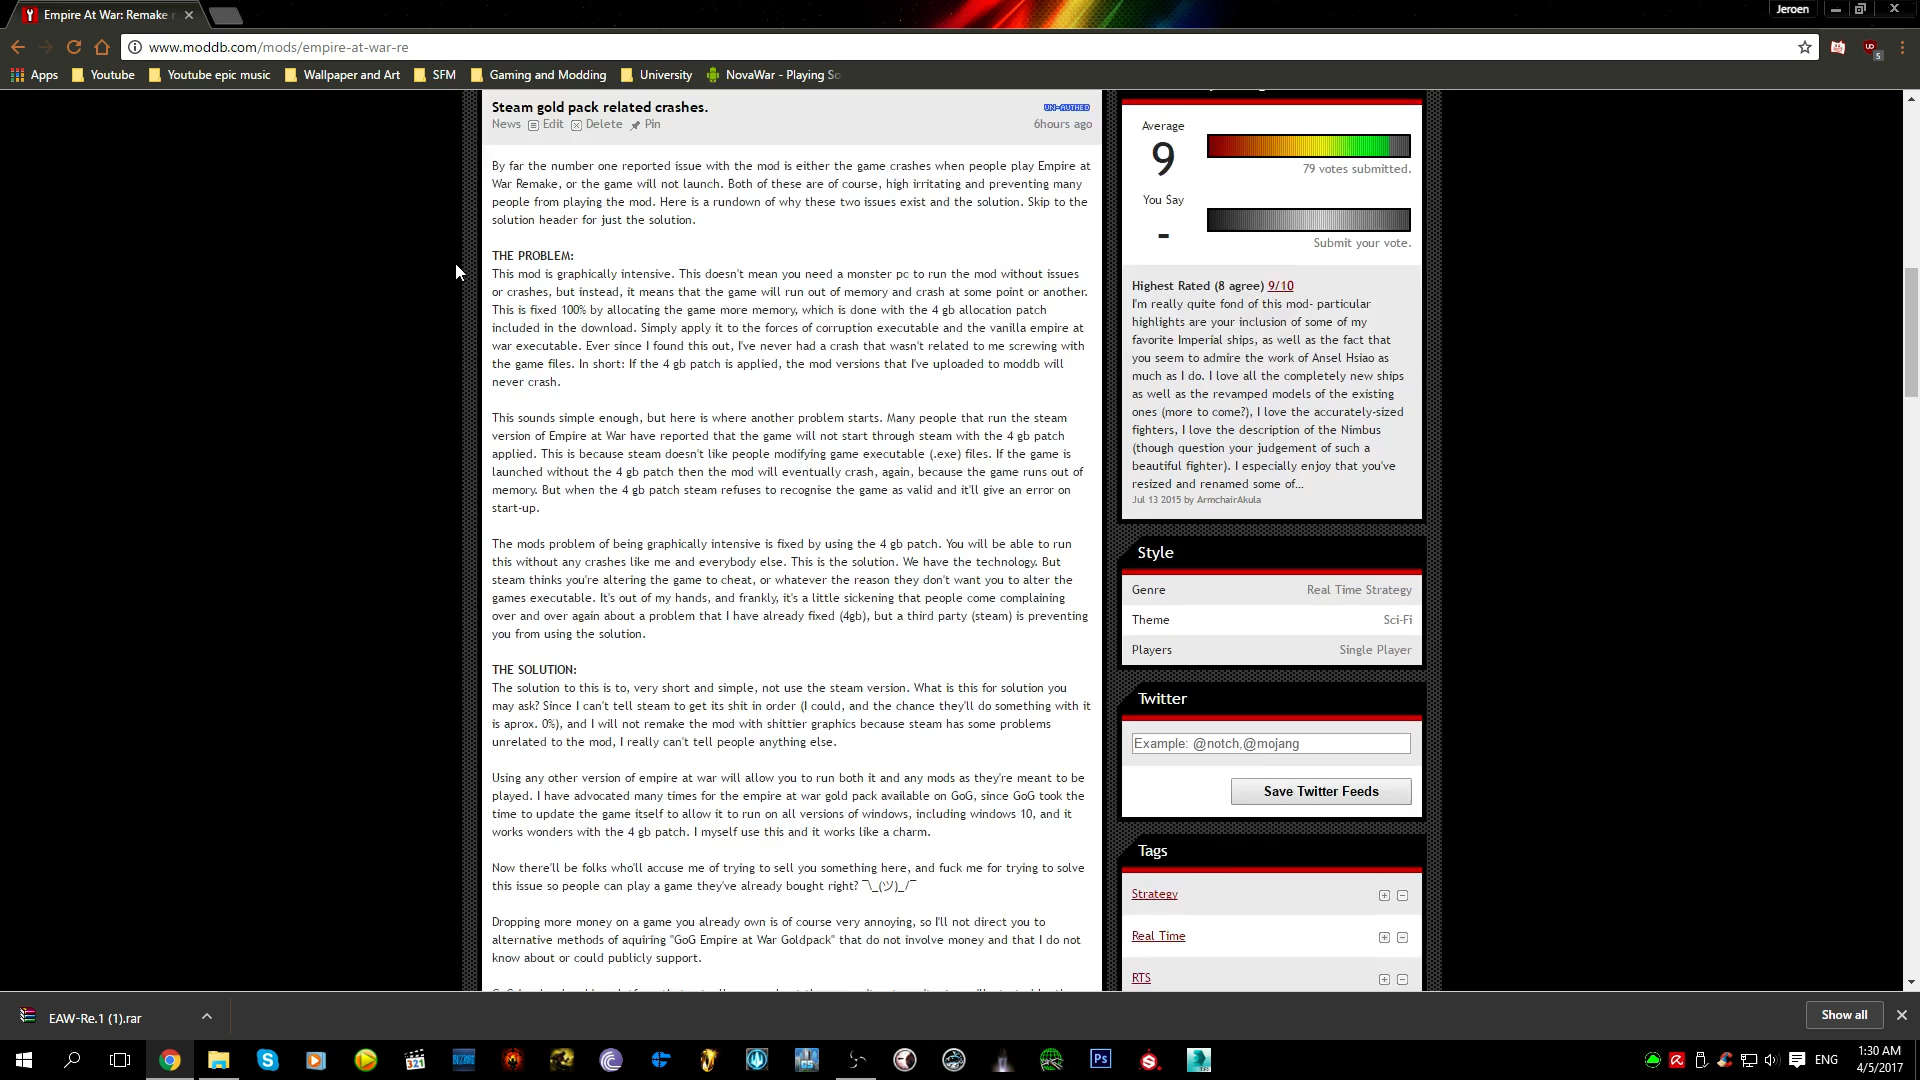 Empire At War: Remake
Jeroen
www.moddb.com/mods/empire-at-war-re
Apps
Youtube
Youtube epic music
Wallpaper and Art
SFM
Gaming and Modding
University
NovaWar - Playing So
5
Steam gold pack related crashes.
UN-AUTHED
News Edit Delete Pin
6hours ago
By far the number one reported issue with the mod is either the game crashes when people play Empire at
War Remake, or the game will not launch. Both of these are of course, high irritating and preventing many
people from playing the mod. Here is a rundown of why these two issues exist and the solution. Skip to the
solution header for just the solution.
THE PROBLEM:
This mod is graphically intensive. This doesn't mean you need a monster pc to run the mod without issues
or crashes, but instead, it means that the game will run out of memory and crash at some point or another.
This is fixed 100% by allocating the game more memory, which is done with the 4 gb allocation patch
included in the download. Simply apply it to the forces of corruption executable and the vanilla empire at
war executable. Ever since I found this out, I've never had a crash that wasn't related to me screwing with
the game files. In short: If the 4 gb patch is applied, the mod versions that I've uploaded to moddb will
never crash.
This sounds simple enough, but here is where another problem starts. Many people that run the steam
version of Empire at War have reported that the game will not start through steam with the 4 gb patch
applied. This is because steam doesn't like people modifying game executable (.exe) files. If the game is
launched without the 4 gb patch then the mod will eventually crash, again, because the game runs out of
memory. But when the 4 gb patch steam refuses to recognise the game as valid and it'll give an error on
start-up.
The mods problem of being graphically intensive is fixed by using the 4 gb patch. You will be able to run
this without any crashes like me and everybody else. This is the solution. We have the technology. But
steam thinks you're altering the game to cheat, or whatever the reason they don't want you to alter the
games executable. It's out of my hands, and frankly, it's a little sickening that people come complaining
over and over again about a problem that I have already fixed (4gb), but a third party (steam) is preventing
you from using the solution.
THE SOLUTION:
The solution to this is to, very short and simple, not use the steam version. What is this for solution you
may ask? Since I can't tell steam to get its shit in order (I could, and the chance they'll do something with it
is aprox. 0%), and I will not remake the mod with shittier graphics because steam has some problems
unrelated to the mod, I really can't tell people anything else.
Using any other version of empire at war will allow you to run both it and any mods as they're meant to be
played. I have advocated many times for the empire at war gold pack available on GoG, since GoG took the
time to update the game itself to allow it to run on all versions of windows, including windows 10, and it
works wonders with the 4 gb patch. I myself use this and it works like a charm.
Now there'll be folks who'll accuse me of trying to sell you something here, and fuck me for trying to solve
this issue so people can play a game they've already bought right? ¯\_(ツ)_/¯
Dropping more money on a game you already own is of course very annoying, so I'll not direct you to
alternative methods of aquiring "GoG Empire at War Goldpack" that do not involve money and that I do not
know about or could publicly support.
Average
9
79 votes submitted.
You Say
-
Submit your vote.
Highest Rated (8 agree) 9/10
I'm really quite fond of this mod- particular
highlights are your inclusion of some of my
favorite Imperial ships, as well as the fact that
you seem to admire the work of Ansel Hsiao as
much as I do. I love all the completely new ships
as well as the revamped models of the existing
ones (more to come?), I love the accurately-sized
fighters, I love the description of the Nimbus
(though question your judgement of such a
beautiful fighter). I especially enjoy that you've
resized and renamed some of...
Jul 13 2015 by ArmchairAkula
Style
Genre Real Time Strategy
Theme Sci-Fi
Players Single Player
Twitter
Example: @notch,@mojang
Save Twitter Feeds
Tags
Strategy
Real Time
RTS
EAW-Re.1 (1).rar
Show all
321
Ps
ENG
1:30 AM
4/5/2017